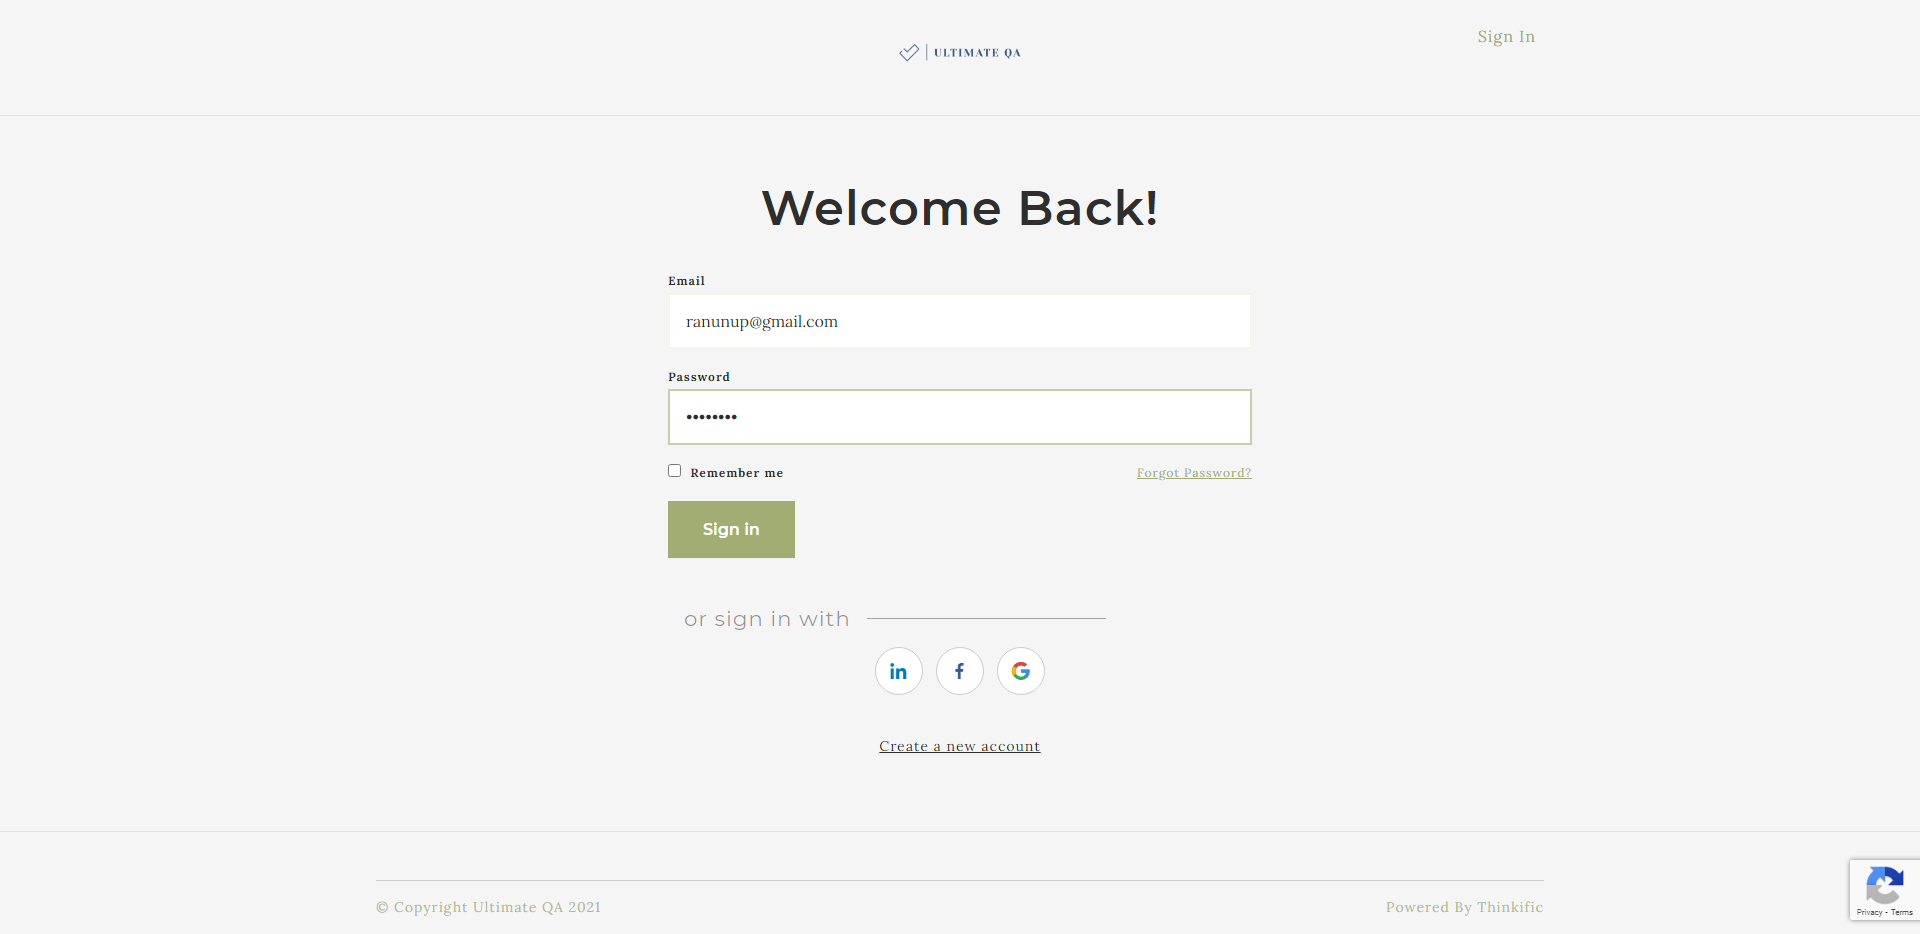 ULTIMATE QA
Sign In
Welcome Back!
Email
ranunup@gmail.com
Password
••••••••
Remember me
Forgot Password?
Sign in
or sign in with
in
f
G
Create a new account
© Copyright Ultimate QA 2021
Powered By Thinkific
Privacy - Terms